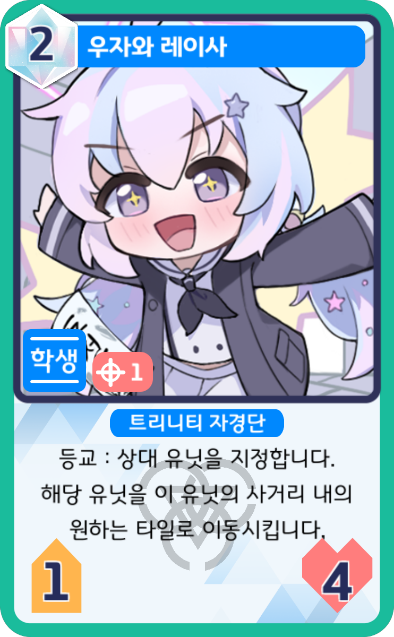 2
우자와 레이사
학생
1
트리니티 자경단
등교 : 상대 유닛을 지정합니다.
해당 유닛을 이 유닛의 사거리 내의
원하는 타일로 이동시킵니다.
1
4